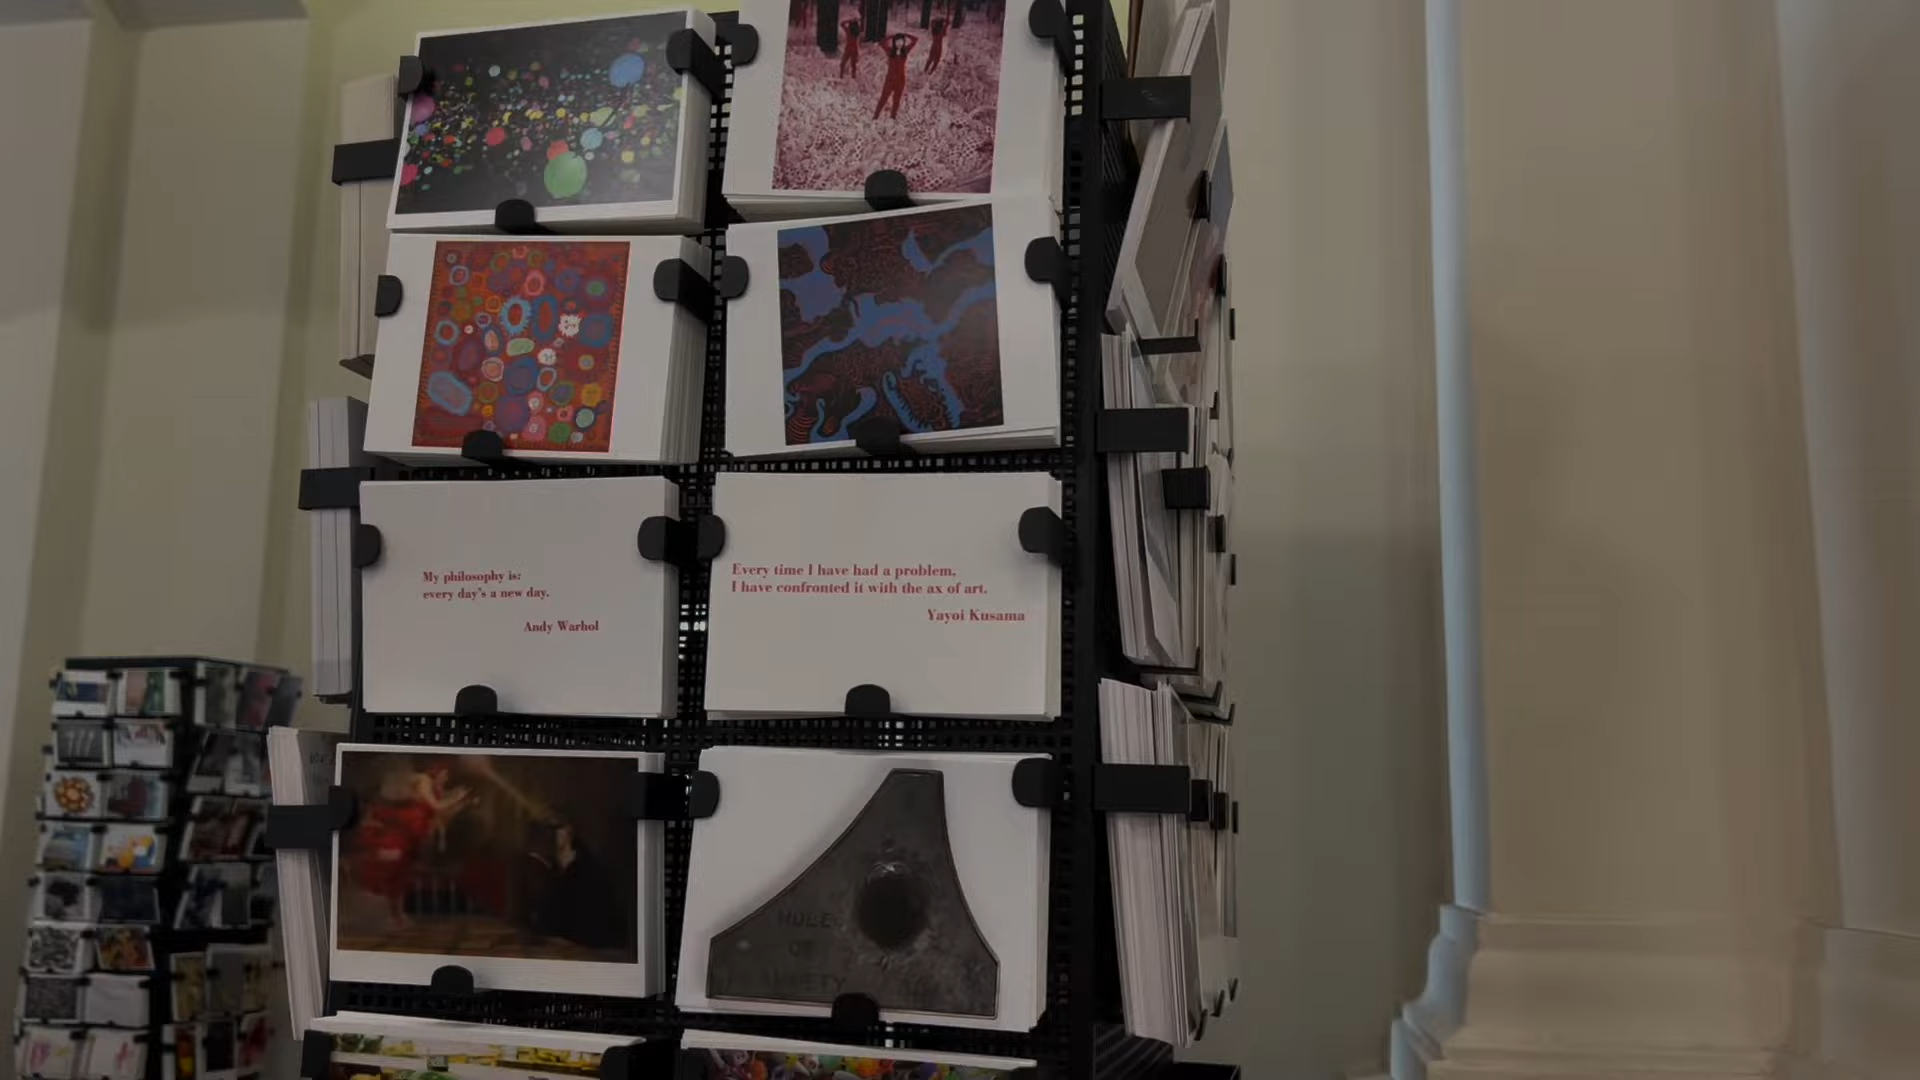 My philosophy is:
every day's a new day.
Andy Warhol
Every time I have had a problem,
I have confronted it with the ax of art.
Yayoi Kusama
OF